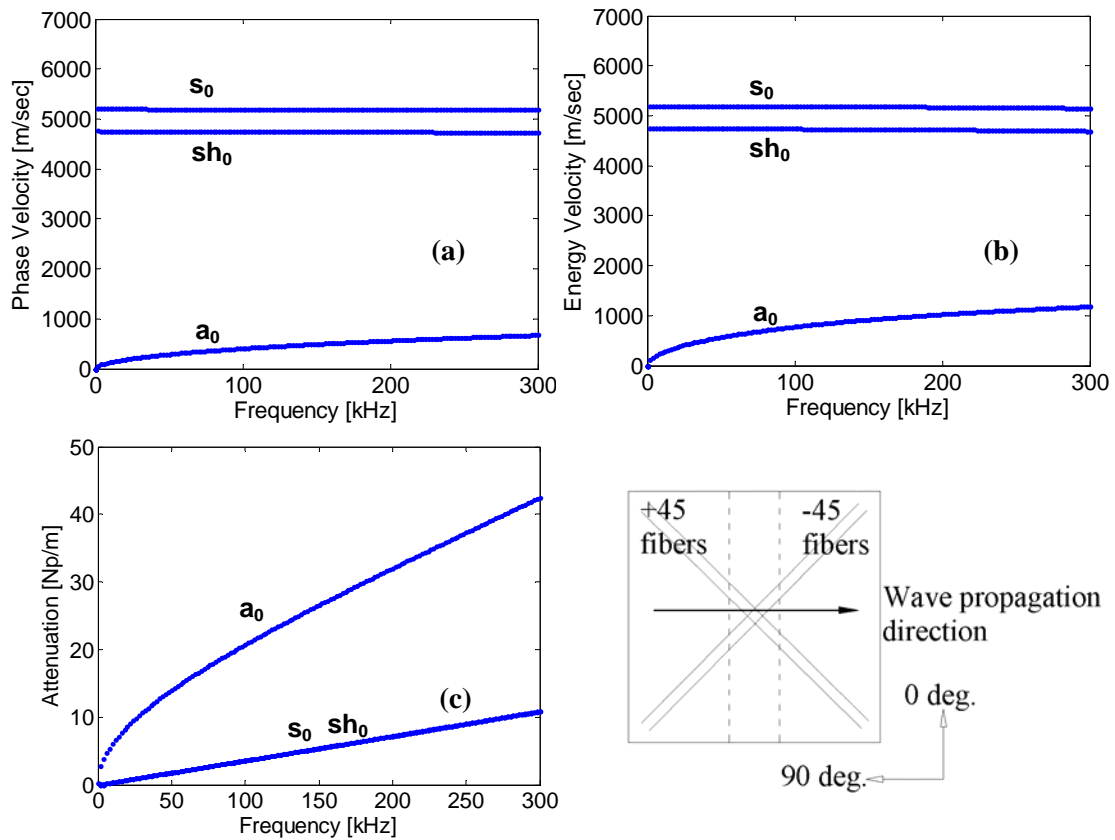 7000
6000
5000
4000
3000
2000
1000
0
Phase Velocity [m/sec]
s₀
sh₀
(a)
a₀
0 100 200 300
Frequency [kHz]
7000
6000
5000
4000
3000
2000
1000
0
Energy Velocity [m/sec]
s₀
sh₀
(b)
a₀
0 100 200 300
Frequency [kHz]
50
40
30
20
10
0
Attenuation [Np/m]
a₀
(c)
s₀ sh₀
0 50 100 150 200 250 300
Frequency [kHz]
+45 -45
fibers fibers
Wave propagation
direction
0 deg.
90 deg.